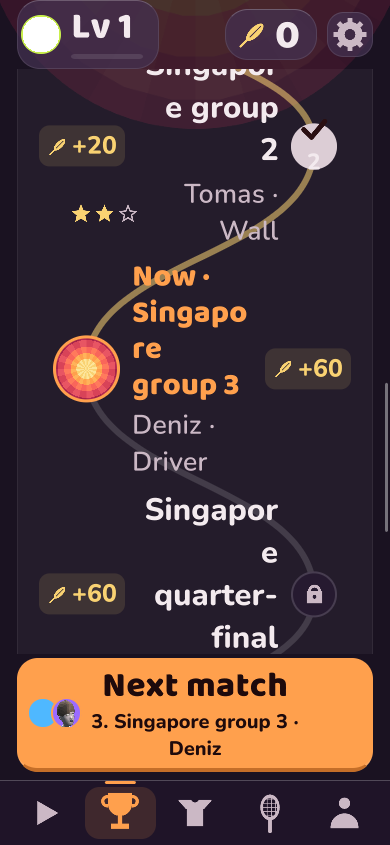 Lv 1
0
Singapor
e group
2
+20
2
Tomas ·
Wall
Now ·
Singapo
re
group 3
+60
Deniz ·
Driver
Singapor
e
quarter-
final
+60
Next match
3. Singapore group 3 ·
Deniz